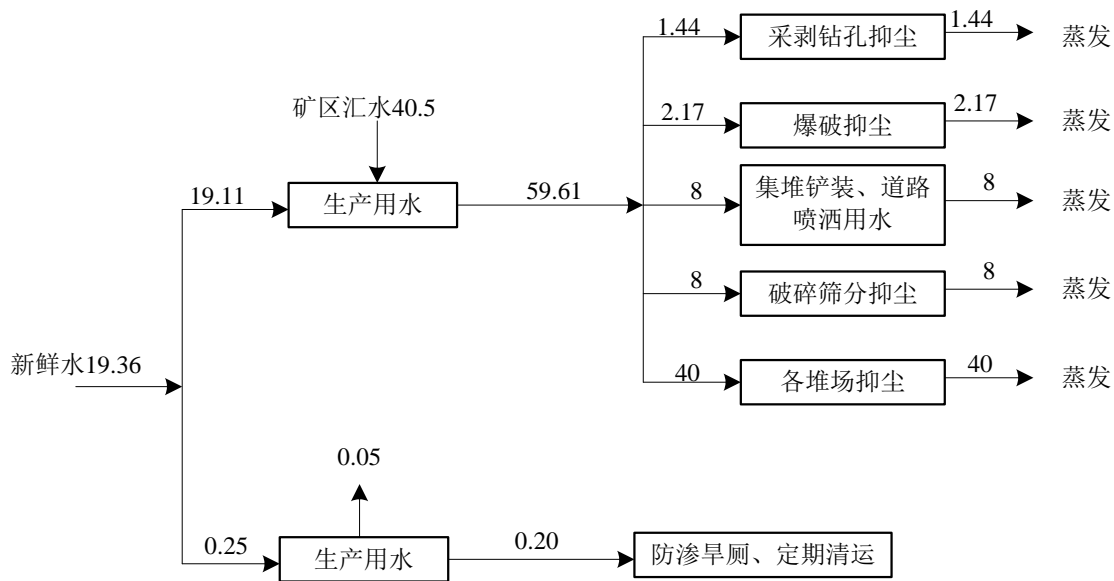 1.44
采剥钻孔抑尘
1.44
蒸发
矿区汇水40.5
2.17
爆破抑尘
2.17
蒸发
19.11
生产用水
59.61
8
集堆铲装、道路
喷洒用水
8
蒸发
8
破碎筛分抑尘
8
蒸发
新鲜水19.36
40
各堆场抑尘
40
蒸发
0.05
0.25
生产用水
0.20
防渗旱厕、定期清运